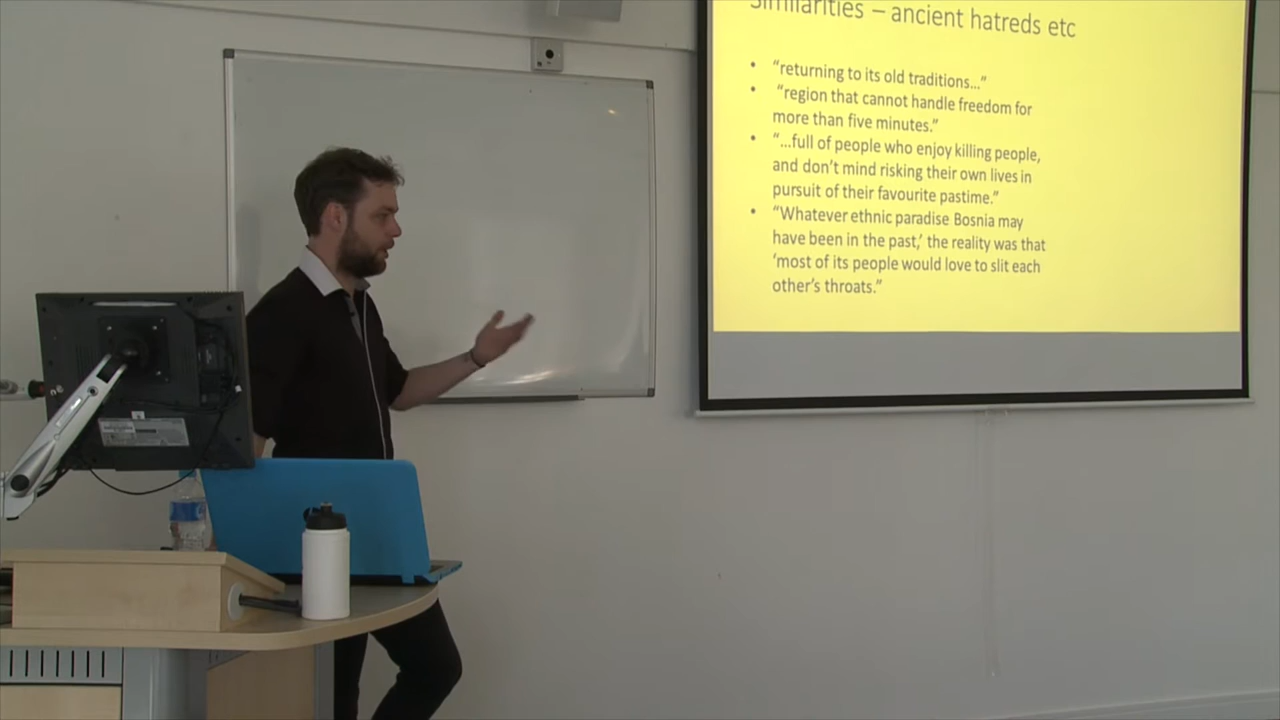 Similarities – ancient hatreds etc
• “returning to its old traditions...”
• “region that cannot handle freedom for
more than five minutes.”
• “...full of people who enjoy killing people,
and don’t mind risking their own lives in
pursuit of their favourite pastime.”
• “Whatever ethnic paradise Bosnia may
have been in the past,’ the reality was that
‘most of its people would love to slit each
other’s throats.”